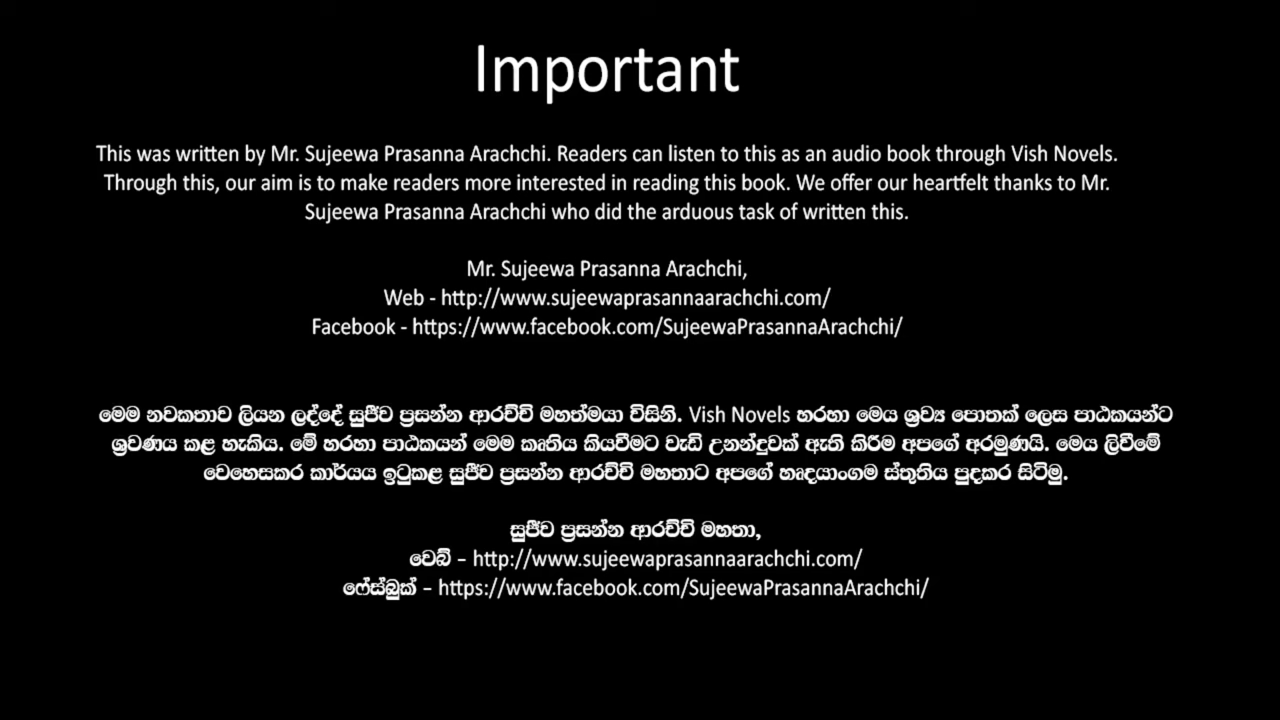 Important
This was written by Mr. Sujeewa Prasanna Arachchi. Readers can listen to this as an audio book through Vish Novels.
Through this, our aim is to make readers more interested in reading this book. We offer our heartfelt thanks to Mr.
Sujeewa Prasanna Arachchi who did the arduous task of written this.
Mr. Sujeewa Prasanna Arachchi,
Web - http://www.sujeewaprasannaarachchi.com/
Facebook - https://www.facebook.com/SujeewaPrasannaArachchi/
මෙම නවකතාව ලියන ලද්දේ සුජීව ප්‍රසන්න ආරච්චි මහත්මයා විසිනි. Vish Novels හරහා මෙය ශ්‍රව්‍ය පොතක් ලෙස පාඨකයන්ට
ශ්‍රවණය කළ හැකිය. මේ හරහා පාඨකයන් මෙම කෘතිය කියවීමට වැඩි උනන්දුවක් ඇති කිරීම අපගේ අරමුණයි. මෙය ලිවීමේ
වෙහෙසකර කාර්යය ඉටුකළ සුජීව ප්‍රසන්න ආරච්චි මහතාට අපගේ හෘදයාංගම ස්තුතිය පුදකර සිටිමු.
සුජීව ප්‍රසන්න ආරච්චි මහතා,
වෙබ් – http://www.sujeewaprasannaarachchi.com/
ෆේස්බුක් – https://www.facebook.com/SujeewaPrasannaArachchi/